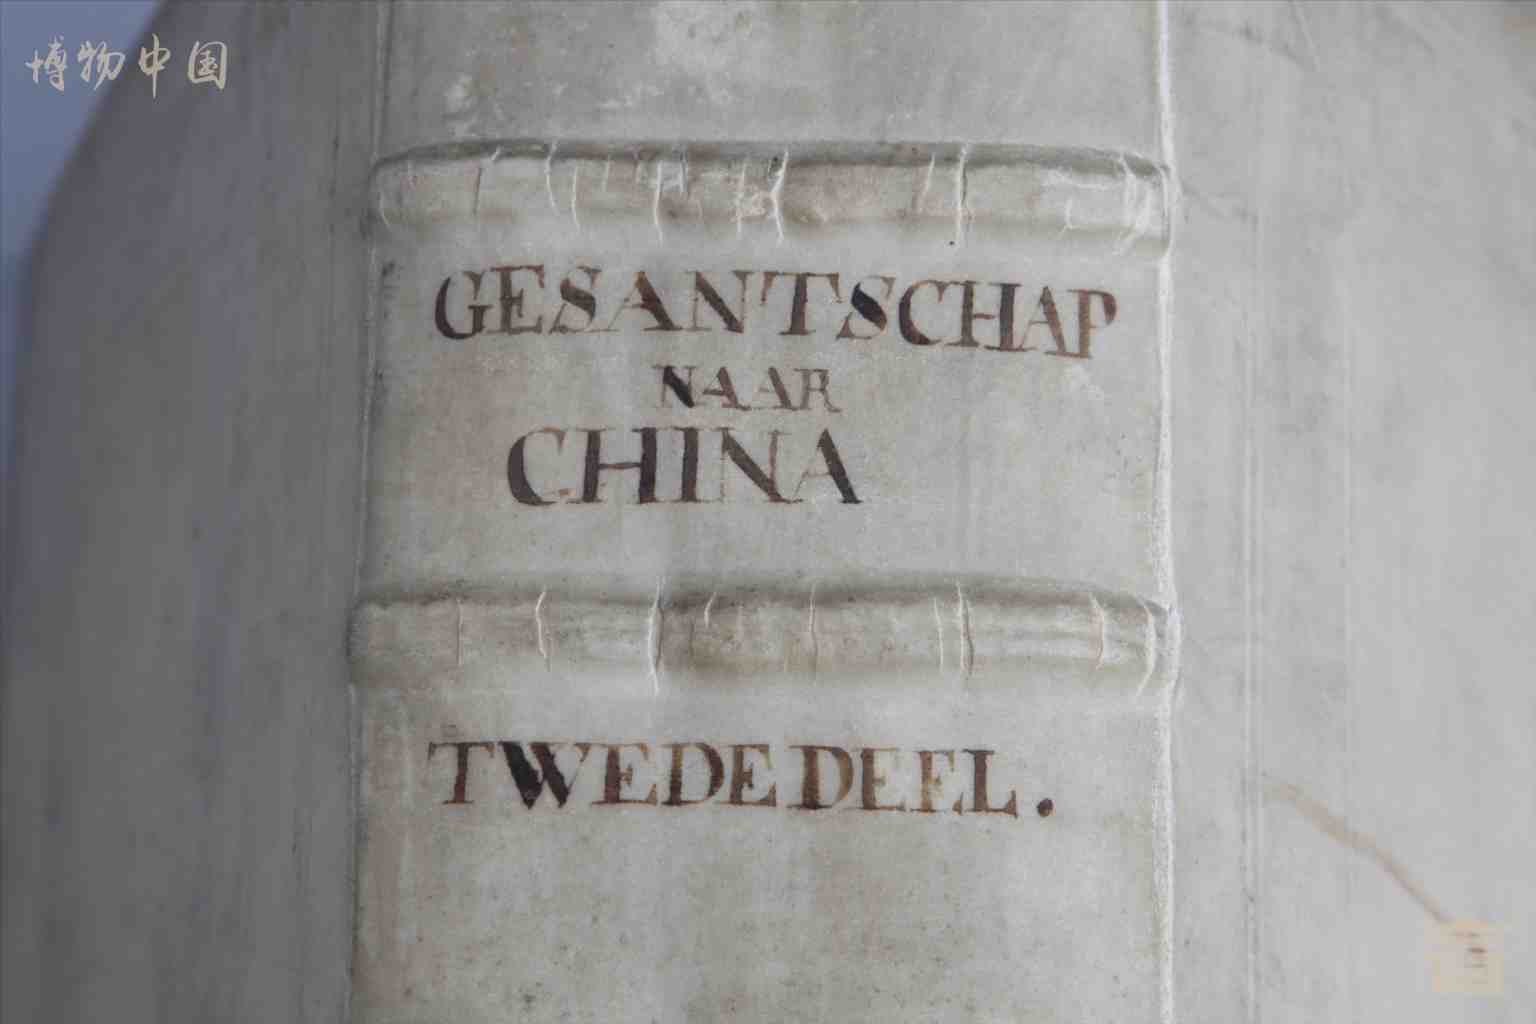 博物中国
GESANTSCHAP
NAAR
CHINA
TWEDE DEEL.